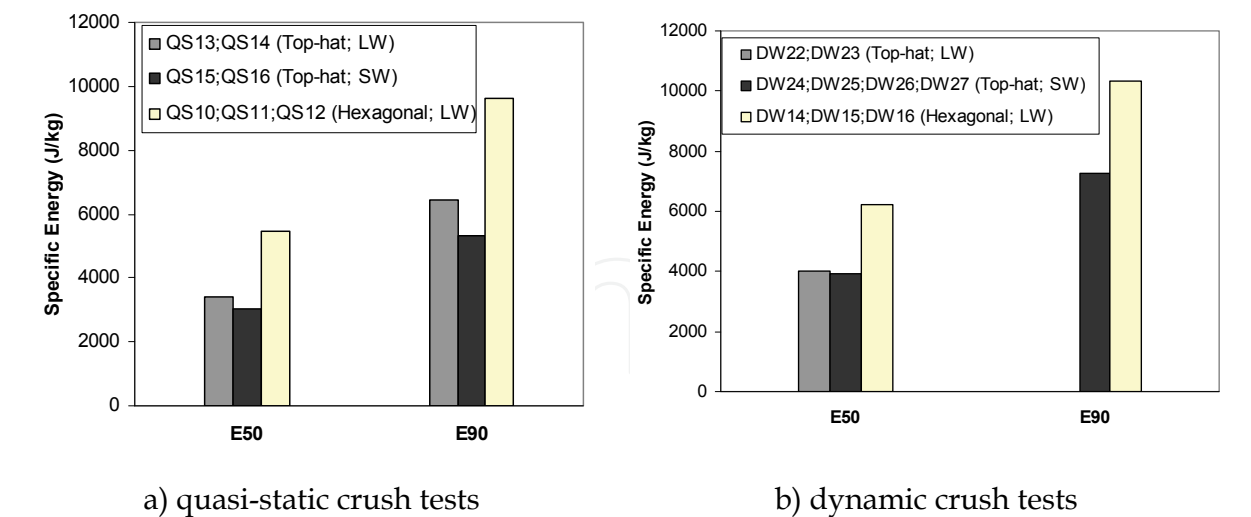 12000
10000
8000
6000
4000
2000
0
Specific Energy (J/kg)
QS13;QS14 (Top-hat; LW)
QS15;QS16 (Top-hat; SW)
QS10;QS11;QS12 (Hexagonal; LW)
E50
E90
a) quasi-static crush tests
12000
10000
8000
6000
4000
2000
0
Specific Energy (J/kg)
DW22;DW23 (Top-hat; LW)
DW24;DW25;DW26;DW27 (Top-hat; SW)
DW14;DW15;DW16 (Hexagonal; LW)
E50
E90
b) dynamic crush tests